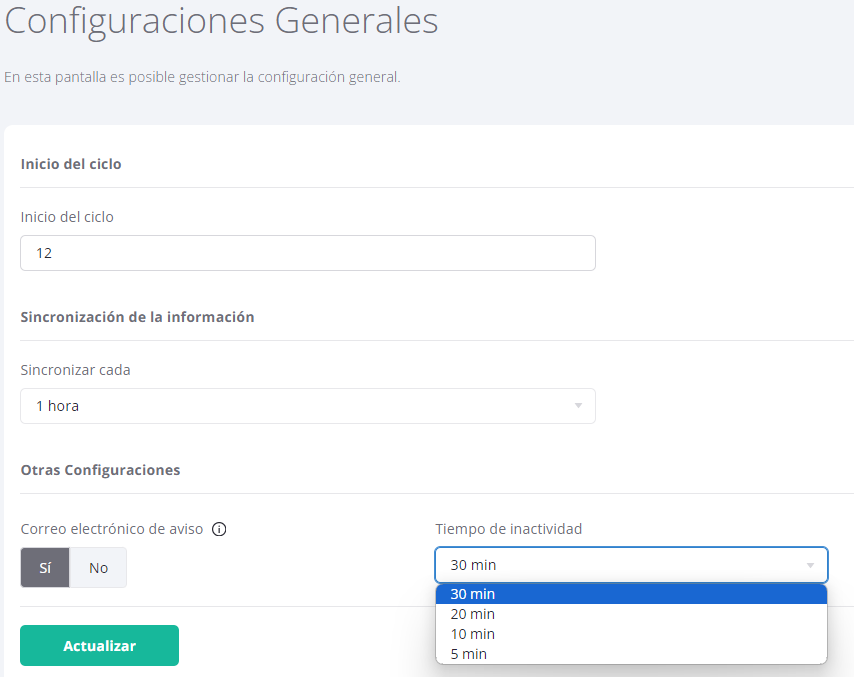 Configuraciones Generales
En esta pantalla es posible gestionar la configuración general.
Inicio del ciclo
Inicio del ciclo
12
Sincronización de la información
Sincronizar cada
1 hora
Otras Configuraciones
Correo electrónico de aviso
Sí No
Tiempo de inactividad
30 min
30 min
20 min
10 min
5 min
Actualizar